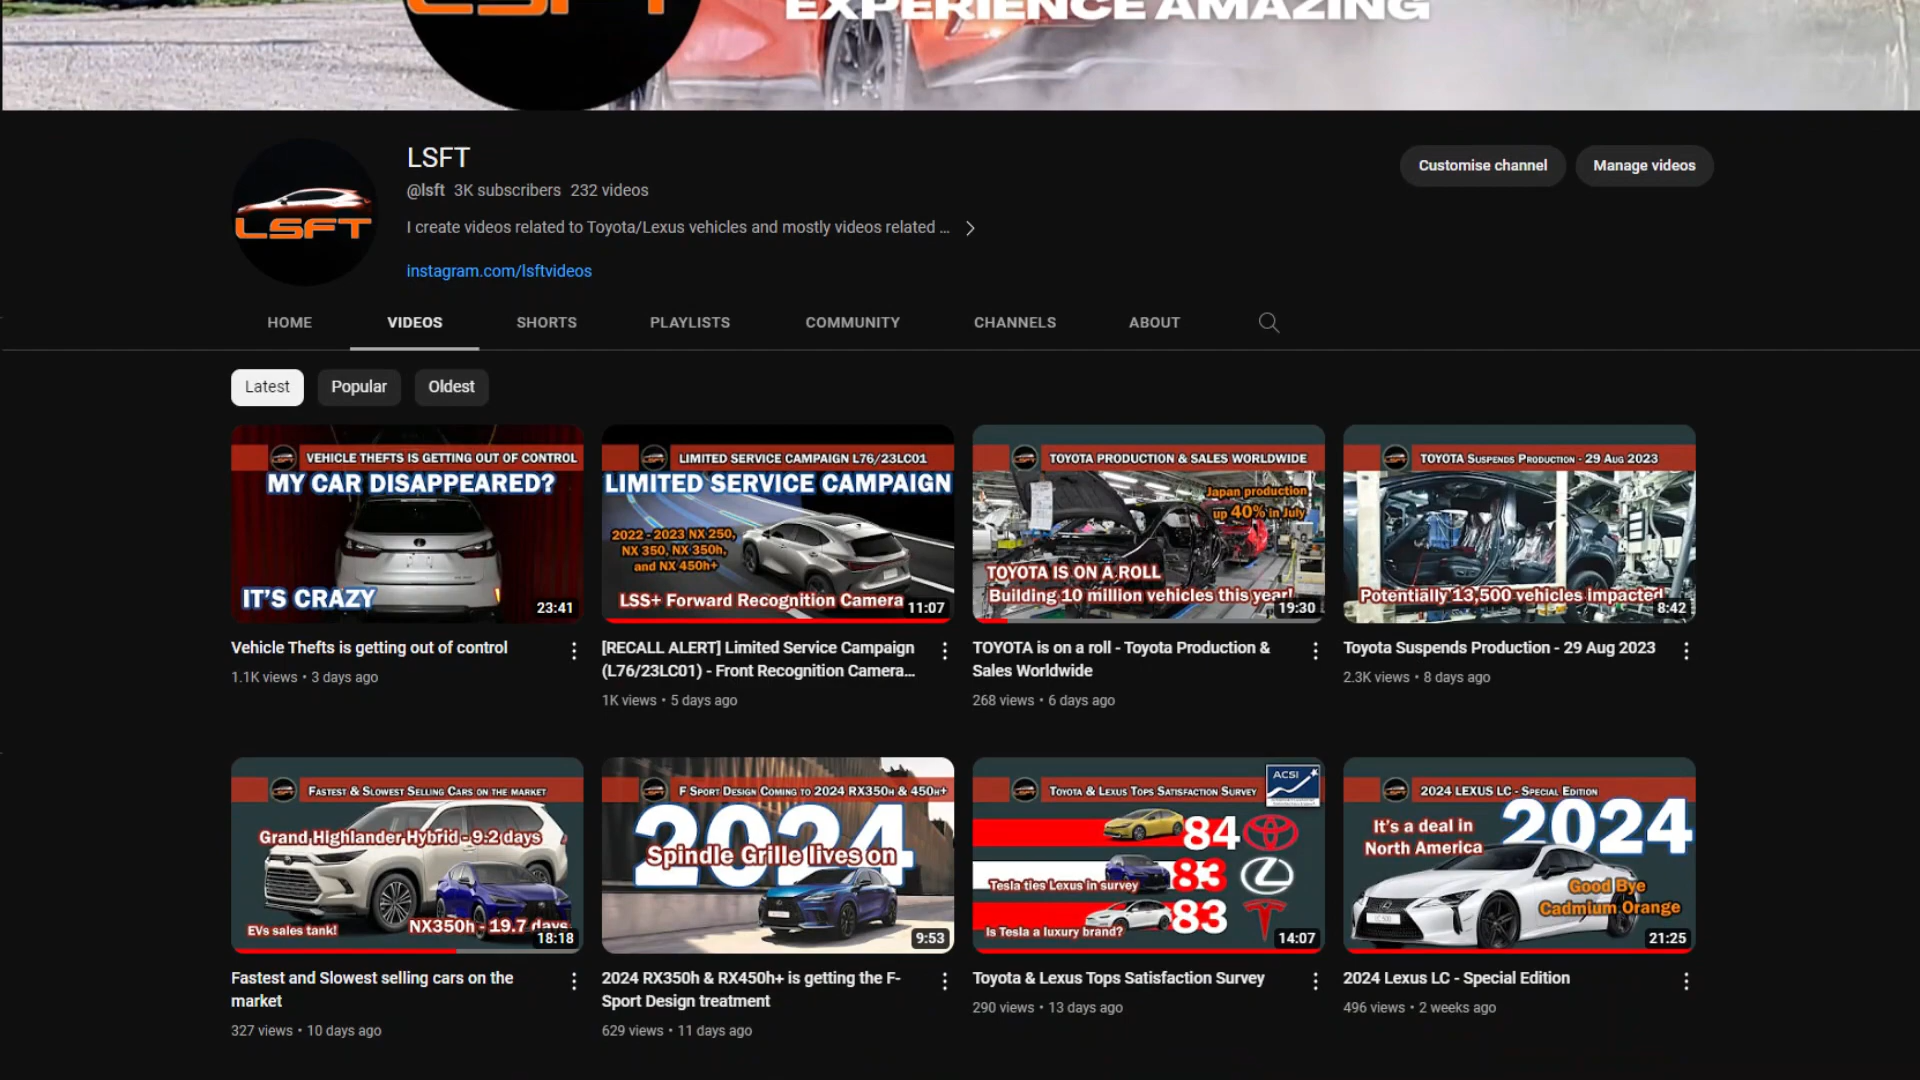 LSFT
EXPERIENCE AMAZING
LSFT
LSFT
@lsft 3K subscribers 232 videos
I create videos related to Toyota/Lexus vehicles and mostly videos related ...
instagram.com/lsftvideos
Customise channel
Manage videos
HOME
VIDEOS
SHORTS
PLAYLISTS
COMMUNITY
CHANNELS
ABOUT
Latest
Popular
Oldest
VEHICLE THEFTS IS GETTING OUT OF CONTROL
MY CAR DISAPPEARED?
IT'S CRAZY
23:41
Vehicle Thefts is getting out of control
1.1K views • 3 days ago
LIMITED SERVICE CAMPAIGN L76/23LC01
LIMITED SERVICE CAMPAIGN
2022 - 2023 NX 250,
NX 350, NX 350h,
and NX 450h+
LSS+ Forward Recognition Camera
11:07
[RECALL ALERT] Limited Service Campaign
(L76/23LC01) - Front Recognition Camera...
1K views • 5 days ago
TOYOTA PRODUCTION & SALES WORLDWIDE
Japan production
up 40% in July
TOYOTA IS ON A ROLL
Building 10 million vehicles this year!
19:30
TOYOTA is on a roll - Toyota Production &
Sales Worldwide
268 views • 6 days ago
TOYOTA SUSPENDS PRODUCTION - 29 AUG 2023
Potentially 13,500 vehicles impacted
8:42
Toyota Suspends Production - 29 Aug 2023
2.3K views • 8 days ago
FASTEST & SLOWEST SELLING CARS ON THE MARKET
Grand Highlander Hybrid - 9.2 days
EVs sales tank!
NX350h - 19.7 days
18:18
Fastest and Slowest selling cars on the
market
327 views • 10 days ago
F SPORT DESIGN COMING TO 2024 RX350H & 450H+
2024
Spindle Grille lives on
9:53
2024 RX350h & RX450h+ is getting the F-
Sport Design treatment
629 views • 11 days ago
TOYOTA & LEXUS TOPS SATISFACTION SURVEY
ACSI
84
Tesla ties Lexus in survey
83
Is Tesla a luxury brand?
83
14:07
Toyota & Lexus Tops Satisfaction Survey
290 views • 13 days ago
2024 LEXUS LC - SPECIAL EDITION
2024
It's a deal in
North America
Good Bye
Cadmium Orange
21:25
2024 Lexus LC - Special Edition
496 views • 2 weeks ago